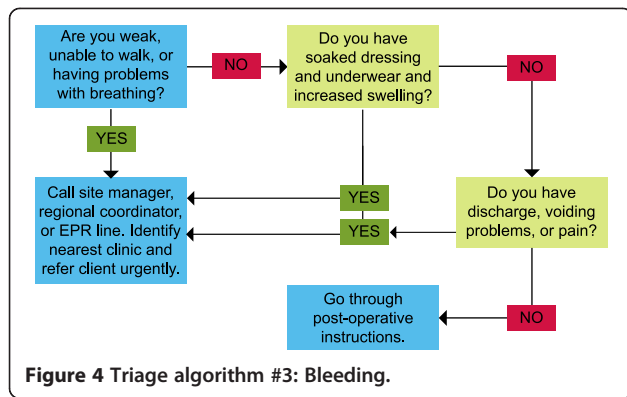 Are you weak,
unable to walk, or
having problems
with breathing?
NO
Do you have
soaked dressing
and underwear and
increased swelling?
NO
YES
Call site manager,
regional coordinator,
or EPR line. Identify
nearest clinic and
refer client urgently.
YES
YES
Do you have
discharge, voiding
problems, or pain?
NO
Go through
post-operative
instructions.
Figure 4 Triage algorithm #3: Bleeding.